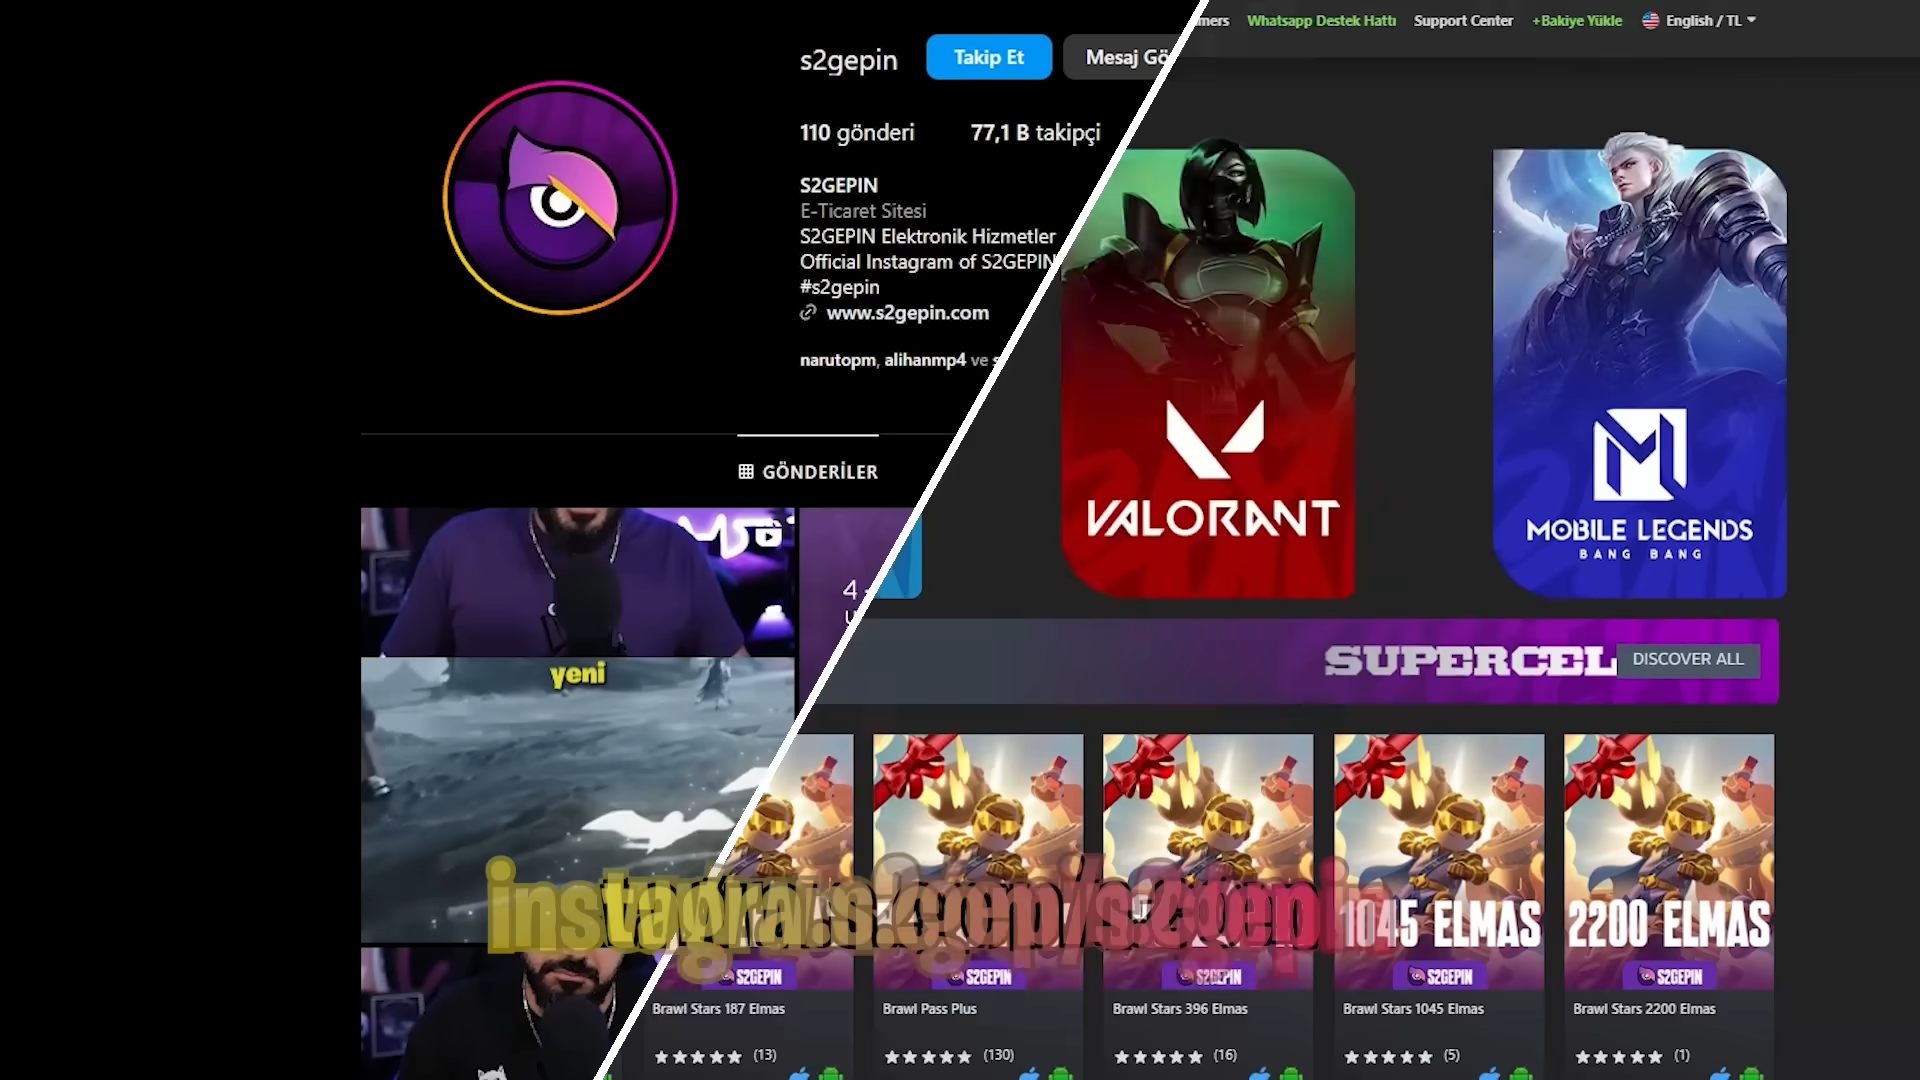 s2gepin
Takip Et
110 gönderi
77,1 B takipçi
S2GEPIN
E-Ticaret Sitesi
S2GEPIN Elektronik Hizmetler
Official Instagram of S2GEPIN
#s2gepin
www.s2gepin.com
narutopm, alihanmp4 ve
GÖNDERİLER
yeni
Whatsapp Destek Hattı
Support Center
+Bakiye Yükle
English / TL
VALORANT
MOBILE LEGENDS
BANG BANG
SUPERCEL
DISCOVER ALL
1045 ELMAS
2200 ELMAS
S2GEPIN
S2GEPIN
S2GEPIN
S2GEPIN
S2GEPIN
Brawl Stars 187 Elmas
Brawl Pass Plus
Brawl Stars 396 Elmas
Brawl Stars 1045 Elmas
Brawl Stars 2200 Elmas
(13)
(130)
(16)
(5)
(1)